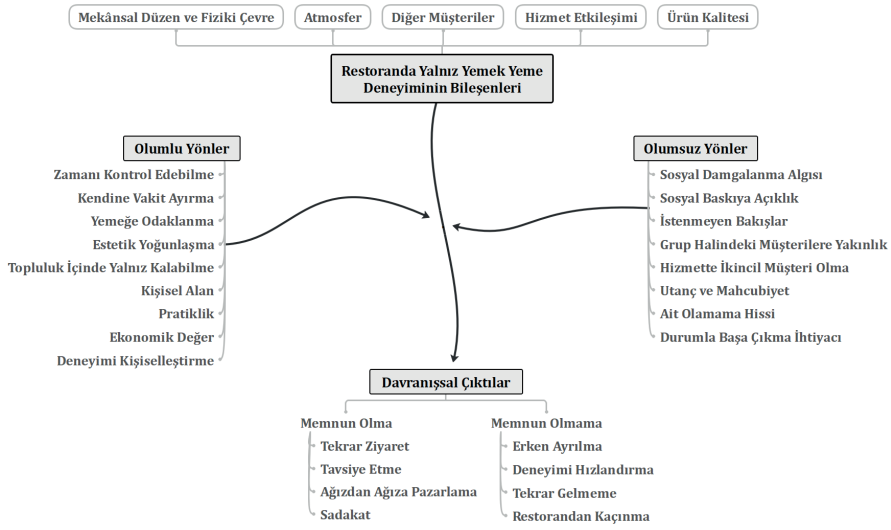 Mekânsal Düzen ve Fiziki Çevre
Atmosfer
Diğer Müşteriler
Hizmet Etkileşimi
Ürün Kalitesi
Restoranda Yalnız Yemek Yeme
Deneyiminin Bileşenleri
Olumlu Yönler
Zamanı Kontrol Edebilme
Kendine Vakit Ayırma
Yemeğe Odaklanma
Estetik Yoğunlaşma
Topluluk İçinde Yalnız Kalabilme
Kişisel Alan
Pratiklik
Ekonomik Değer
Deneyimi Kişiselleştirme
Olumsuz Yönler
Sosyal Damgalanma Algısı
Sosyal Baskıya Açıklık
İstenmeyen Bakışlar
Grup Halindeki Müşterilere Yakınlık
Hizmette İkincil Müşteri Olma
Utanç ve Mahcubiyet
Ait Olamama Hissi
Durumla Başa Çıkma İhtiyacı
Davranışsal Çıktılar
Memnun Olma
Tekrar Ziyaret
Tavsiye Etme
Ağızdan Ağıza Pazarlama
Sadakat
Memnun Olmama
Erken Ayrılma
Deneyimi Hızlandırma
Tekrar Gelmeme
Restorandan Kaçınma